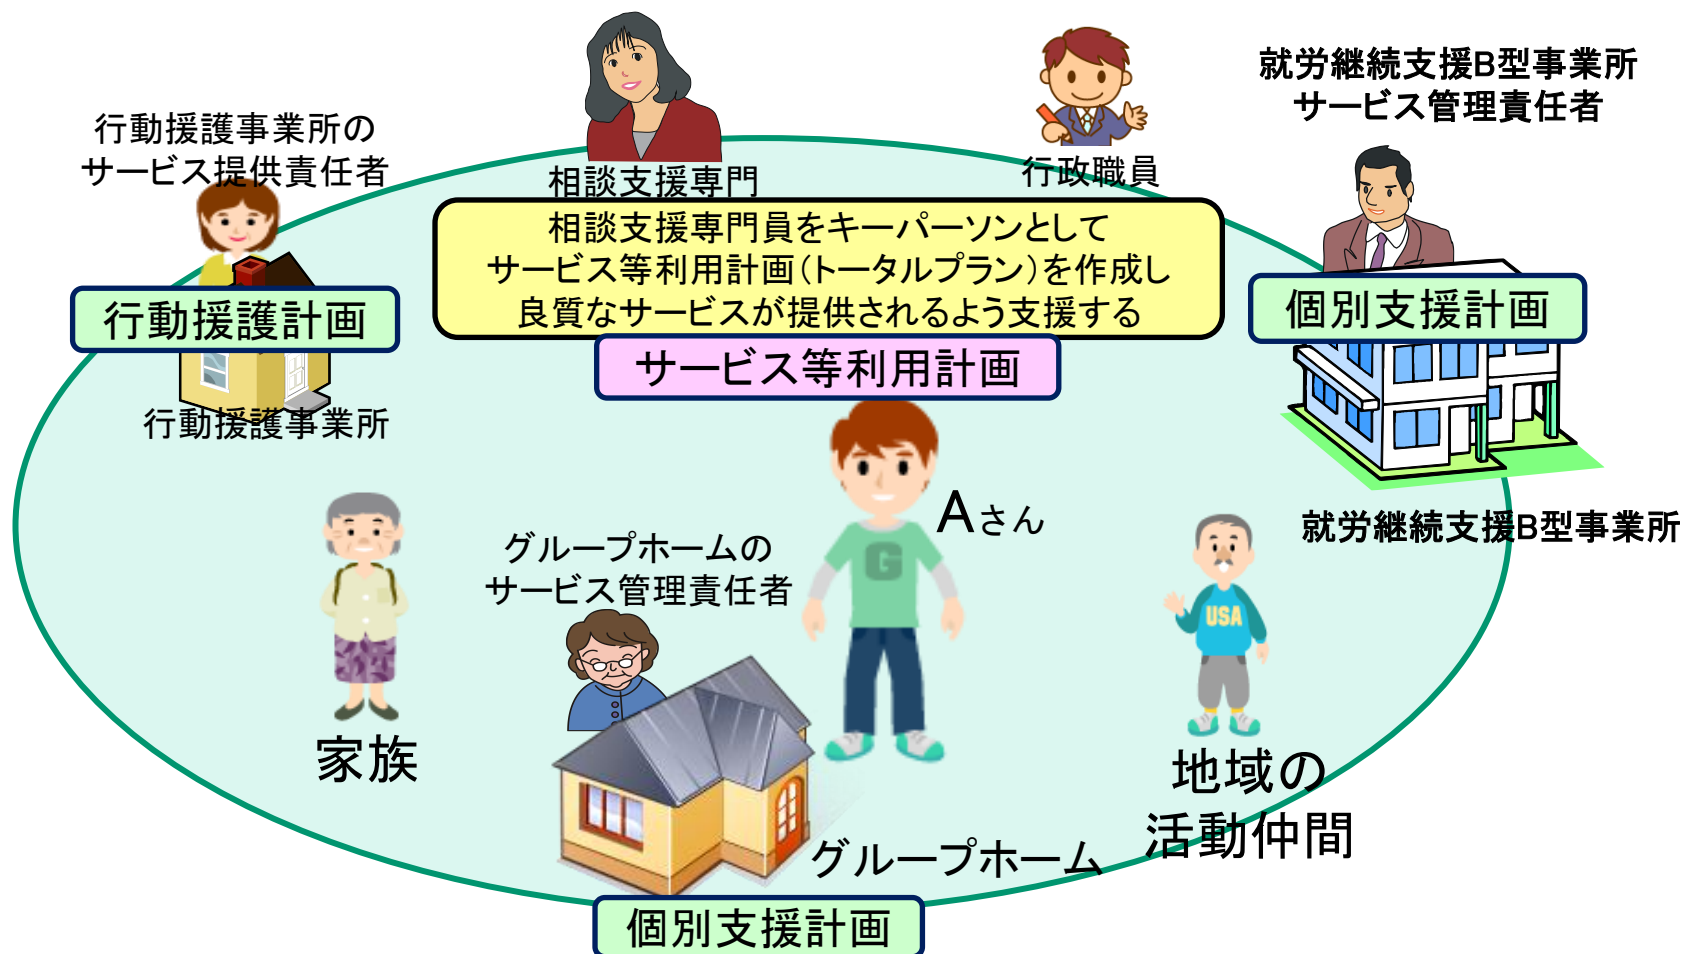 行動援護事業所の
サービス提供責任者
相談支援専門
行政職員
就労継続支援B型事業所
サービス管理責任者
相談支援専門員をキーパーソンとして
サービス等利用計画(トータルプラン)を作成し
良質なサービスが提供されるよう支援する
行動援護計画
個別支援計画
サービス等利用計画
行動援護事業所
Aさん
G
就労継続支援B型事業所
グループホームの
サービス管理責任者
USA
家族
地域の
活動仲間
グループホーム
個別支援計画